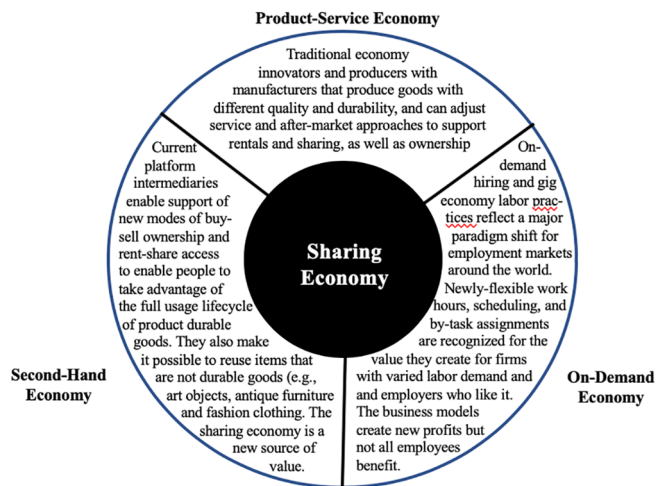 Product-Service Economy
Traditional economy
innovators and producers with
manufacturers that produce goods with
different quality and durability, and can adjust
service and after-market approaches to support
rentals and sharing, as well as ownership
Current
platform
intermediaries
enable support of
new modes of buy-
sell ownership and
rent-share access
to enable people to
take advantage of
the full usage lifecycle
of product durable
goods. They also make
it possible to reuse items that
are not durable goods (e.g.,
art objects, antique furniture
and fashion clothing. The
sharing economy is a
new source of
value.
Sharing
Economy
On-
demand
hiring and gig
economy labor prac-
tices reflect a major
paradigm shift for
employment markets
around the world.
Newly-flexible work
hours, scheduling, and
by-task assignments
are recognized for the
value they create for firms
with varied labor demand and
and employers who like it.
The business models
create new profits but
not all employees
benefit.
Second-Hand
Economy
On-Demand
Economy